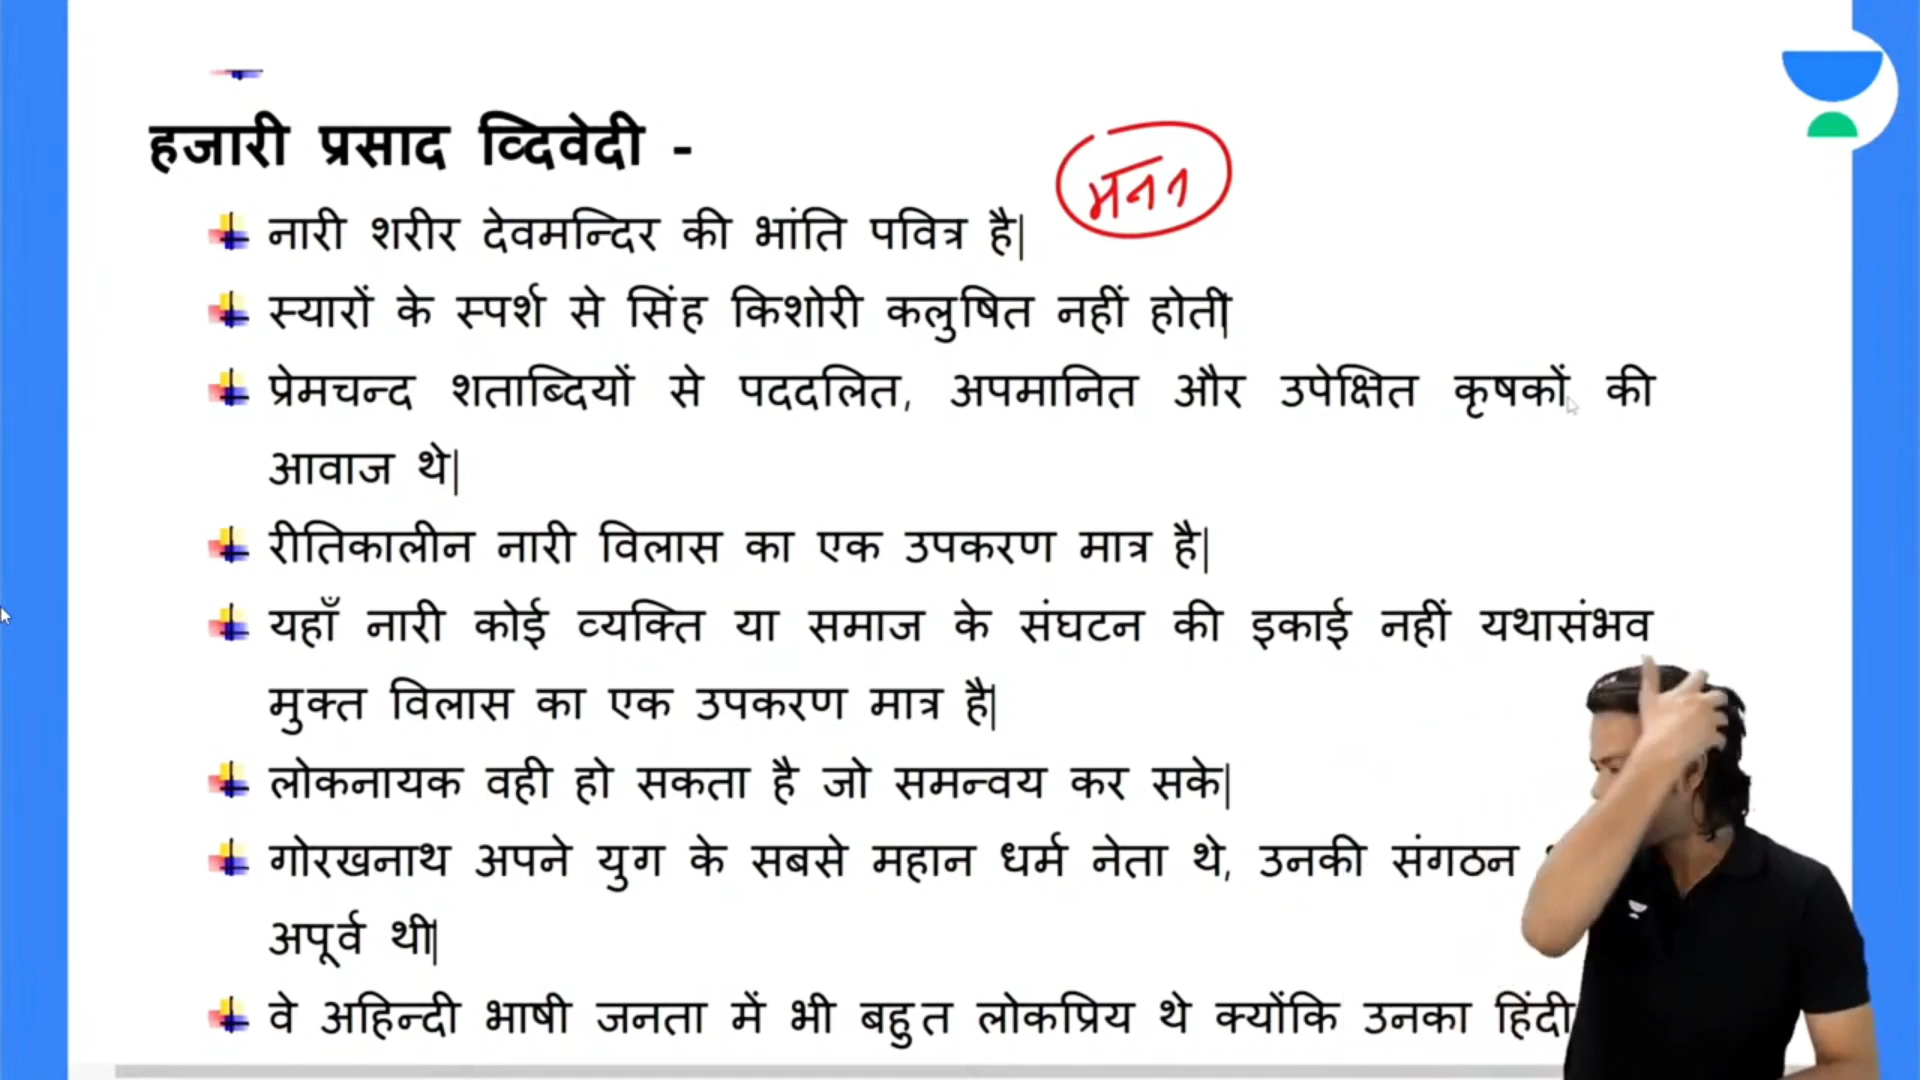 हजारी प्रसाद व्दिवेदी -
मनन
नारी शरीर देवमन्दिर की भांति पवित्र है|
स्यारों के स्पर्श से सिंह किशोरी कलुषित नहीं होती|
प्रेमचन्द शताब्दियों से पददलित, अपमानित और उपेक्षित कृषकों की
आवाज थे|
रीतिकालीन नारी विलास का एक उपकरण मात्र है|
यहाँ नारी कोई व्यक्ति या समाज के संघटन की इकाई नहीं यथासंभव
मुक्त विलास का एक उपकरण मात्र है|
लोकनायक वही हो सकता है जो समन्वय कर सके|
गोरखनाथ अपने युग के सबसे महान धर्म नेता थे, उनकी संगठन
अपूर्व थी|
वे अहिन्दी भाषी जनता में भी बहुत लोकप्रिय थे क्योंकि उनका हिंदी